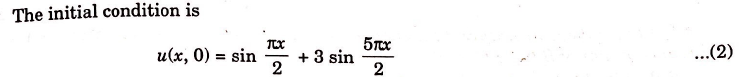 The initial condition is
u(x, 0) = sin πx/2 + 3 sin 5πx/2 ...(2)